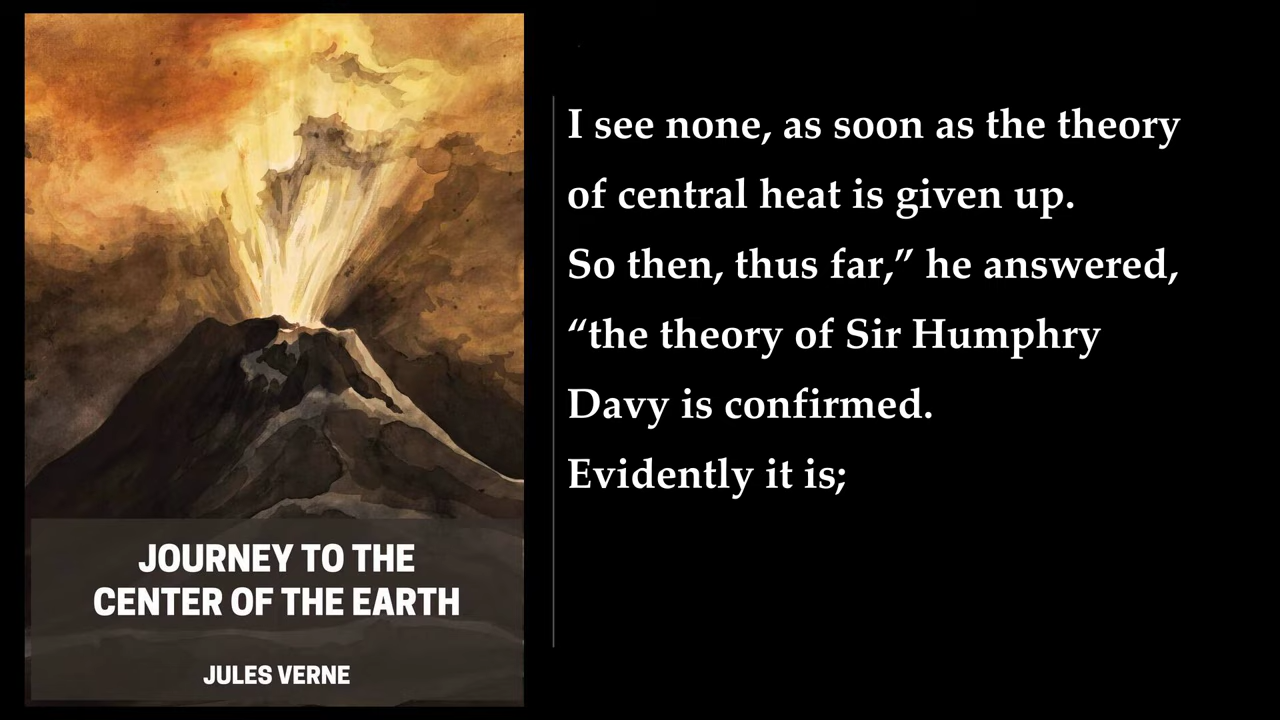 JOURNEY TO THE
CENTER OF THE EARTH
JULES VERNE
I see none, as soon as the theory
of central heat is given up.
So then, thus far,” he answered,
“the theory of Sir Humphry
Davy is confirmed.
Evidently it is;